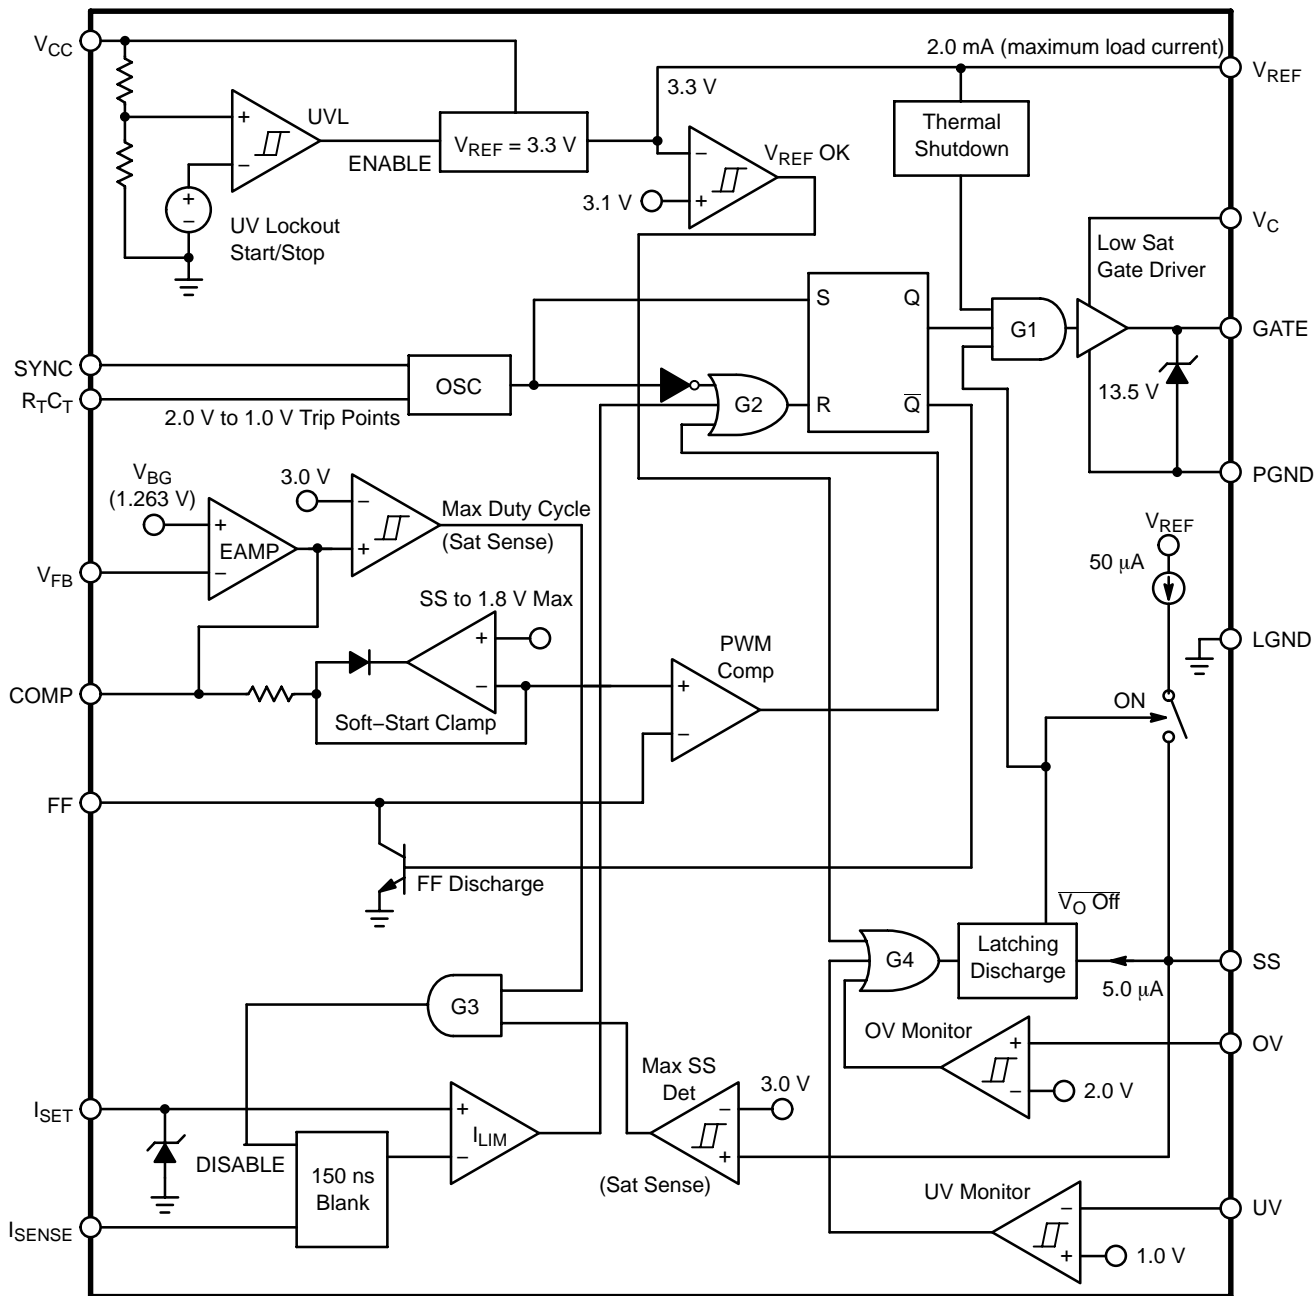 VCC
2.0 mA (maximum load current)
VREF
3.3 V
UVL
+
−
ENABLE
VREF = 3.3 V
−
+
VREF OK
3.1 V
Thermal
Shutdown
+
−
UV Lockout
Start/Stop
VC
Low Sat
Gate Driver
S
Q
G1
GATE
SYNC
OSC
RTCT
2.0 V to 1.0 V Trip Points
G2
R
Q̅
13.5 V
PGND
VBG
(1.263 V)
3.0 V
−
+
Max Duty Cycle
(Sat Sense)
+
−
EAMP
VFB
VREF
50 μA
SS to 1.8 V Max
+
−
Soft–Start Clamp
PWM
Comp
+
−
LGND
COMP
ON
FF
FF Discharge
V̅O̅ ̅O̅f̅f̅
G4
Latching
Discharge
SS
5.0 μA
G3
OV Monitor
+
−
OV
2.0 V
Max SS
Det
3.0 V
−
+
(Sat Sense)
ISET
+
−
ILIM
DISABLE
150 ns
Blank
ISENSE
UV Monitor
−
+
UV
1.0 V